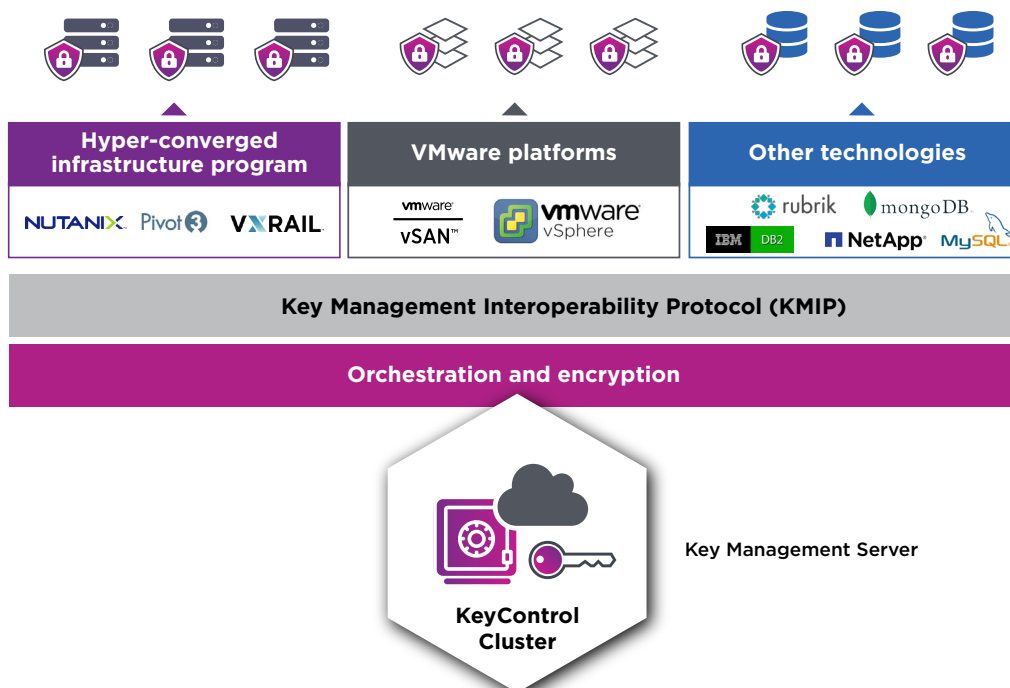 Hyper-converged
infrastructure program
VMware platforms
Other technologies
NUTANIX
Pivot3
VXRAIL
vmware
vSAN™
vmware
vSphere
rubrik
mongoDB
IBM DB2
NetApp
MySQL
Key Management Interoperability Protocol (KMIP)
Orchestration and encryption
Key Management Server
KeyControl
Cluster